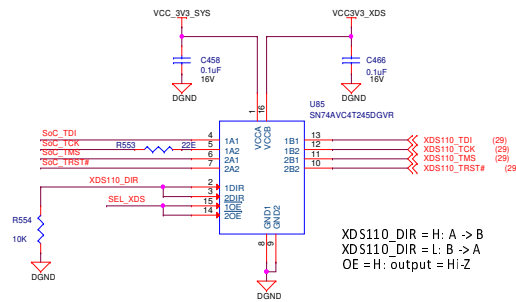 VCC_3V3_SYS VCC3V3_XDS
C458 C466
0.1uF 0.1uF
16V 16V
DGND DGND
U85
SN74AVC4T245DGVR
1 16
VCCA VCCB
SoC_TDI 4 1A1 1B1 13 XDS110_TDI (29)
SoC_TCK R553 22E 5 1A2 1B2 12 XDS110_TCK (29)
SoC_TMS 6 2A1 2B1 11 XDS110_TMS (29)
SoC_TRST# 7 2A2 2B2 10 XDS110_TRST# (29)
XDS110_DIR 2 1DIR
3 2DIR
SEL_XDS 15 1OE
14 2OE
GND1 GND2
8 9
R554
10K
DGND
DGND
XDS110_DIR = H: A -> B
XDS110_DIR = L: B -> A
OE = H: output = Hi-Z